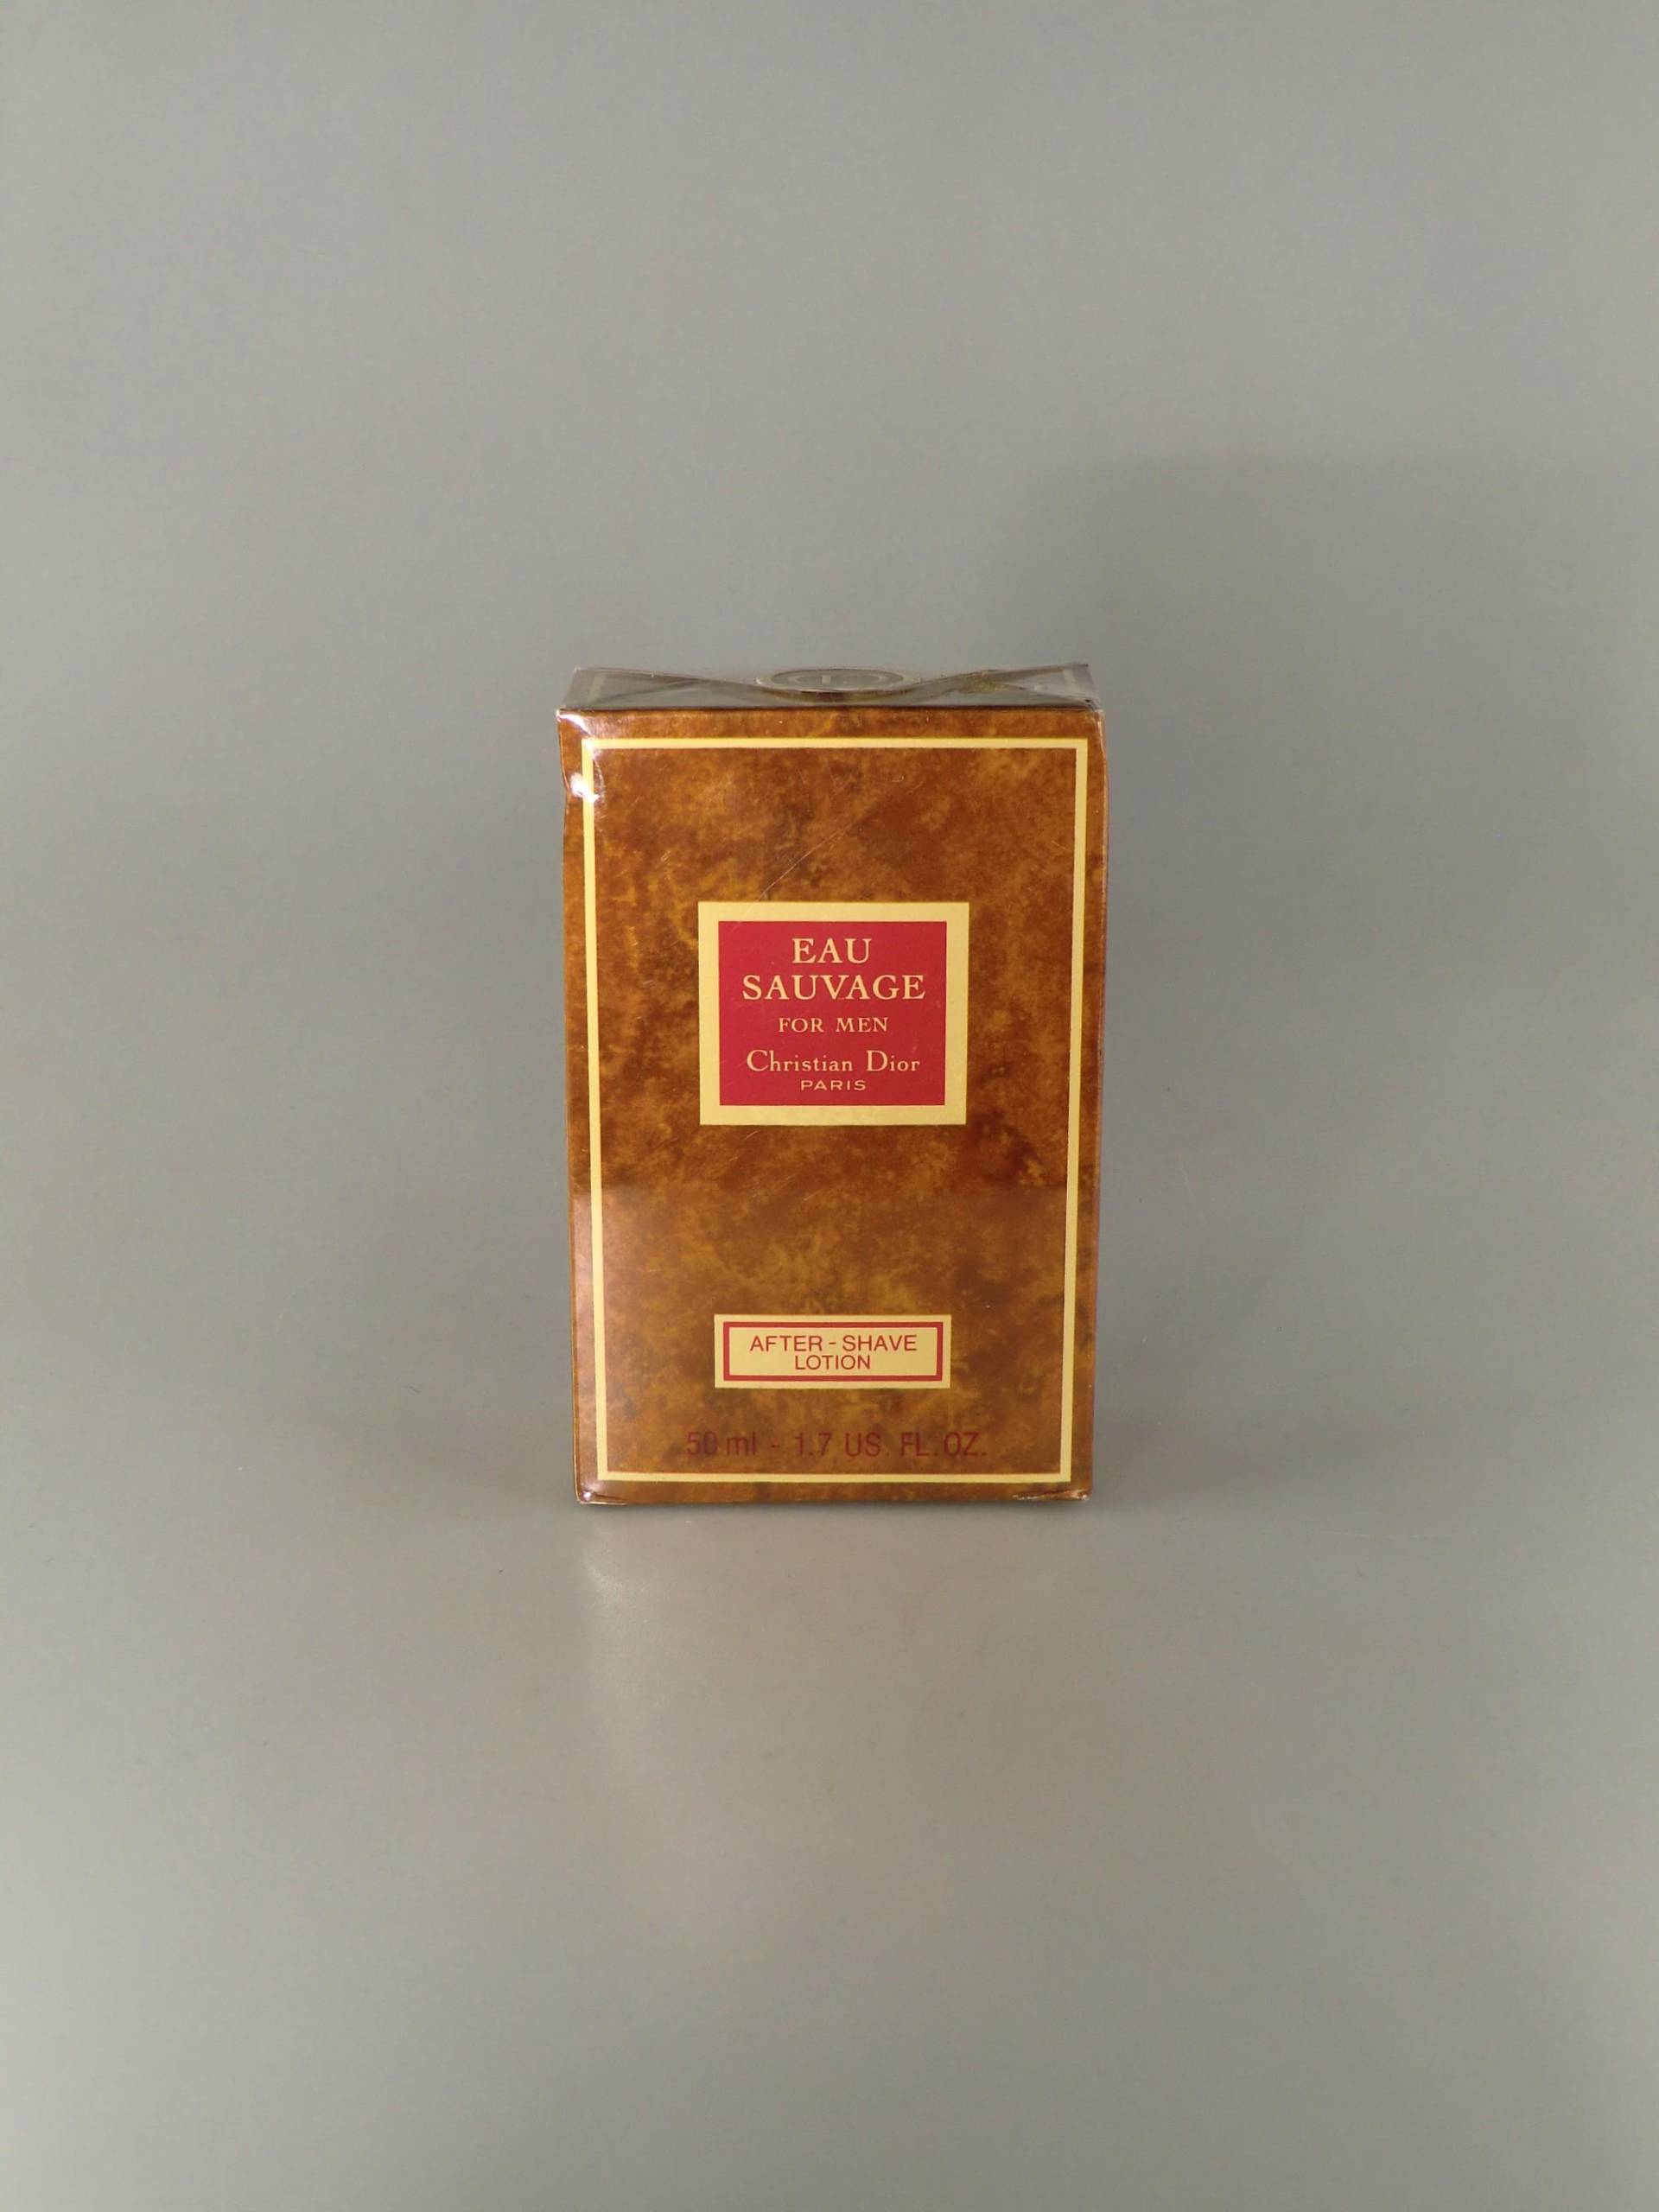 EAU
SAUVAGE
FOR MEN
Christian Dior
PARIS
AFTER - SHAVE
LOTION
50 ml - 1.7 US. FL. OZ.